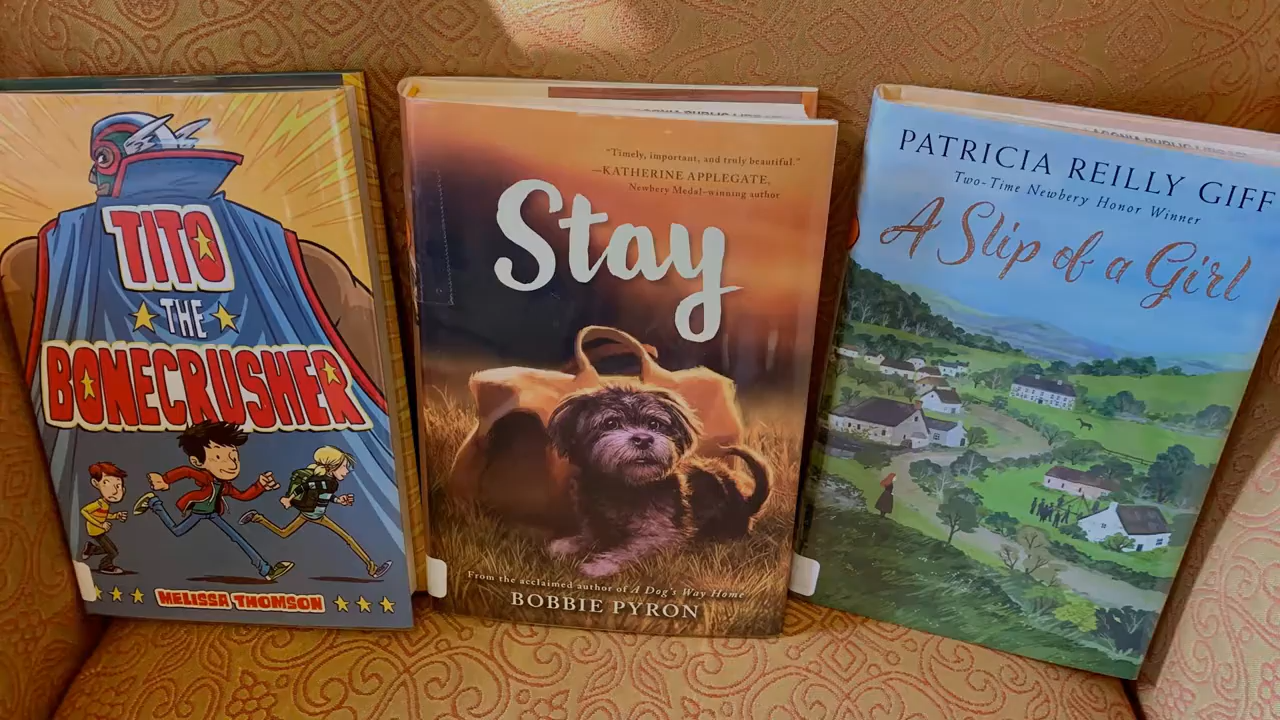 TITO
THE
BONECRUSHER
MELISSA THOMSON
"Timely, important, and truly beautiful."
—KATHERINE APPLEGATE,
Newbery Medal–winning author
Stay
From the acclaimed author of A Dog's Way Home
BOBBIE PYRON
PATRICIA REILLY GIFF
Two-Time Newbery Honor Winner
A Slip of a Girl